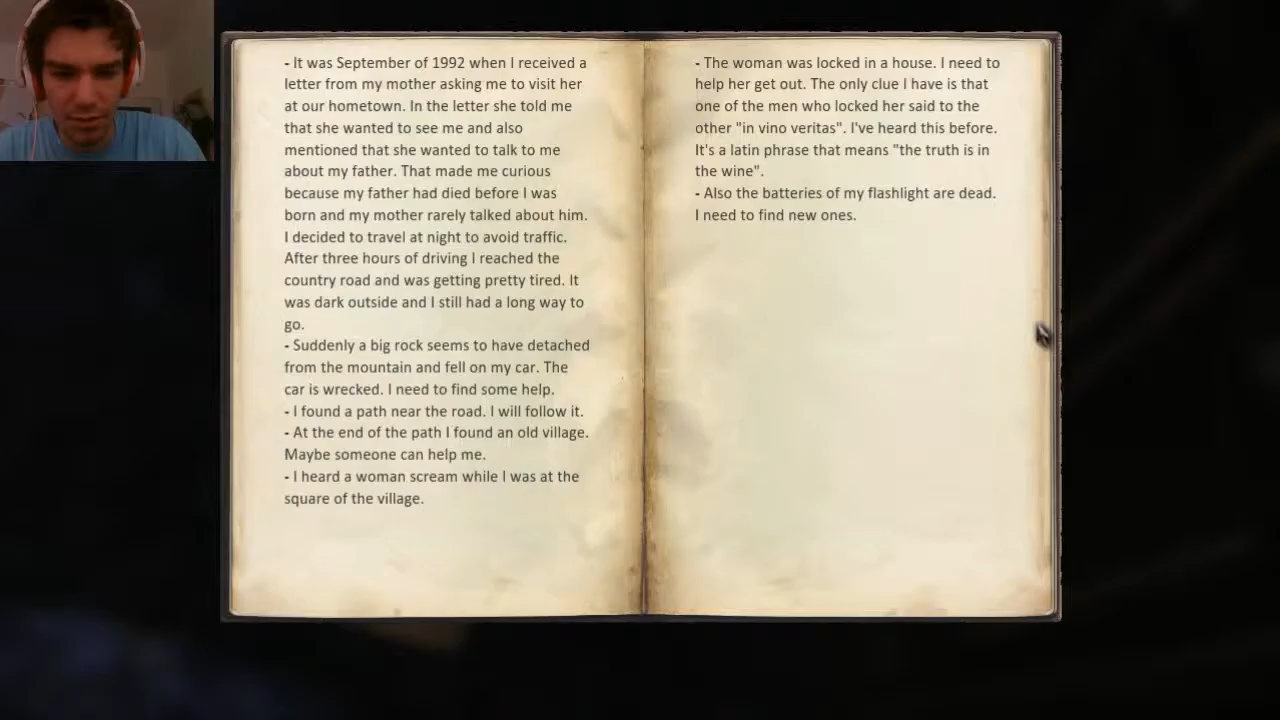 - It was September of 1992 when I received a
letter from my mother asking me to visit her
at our hometown. In the letter she told me
that she wanted to see me and also
mentioned that she wanted to talk to me
about my father. That made me curious
because my father had died before I was
born and my mother rarely talked about him.
I decided to travel at night to avoid traffic.
After three hours of driving I reached the
country road and was getting pretty tired. It
was dark outside and I still had a long way to
go.
- Suddenly a big rock seems to have detached
from the mountain and fell on my car. The
car is wrecked. I need to find some help.
- I found a path near the road. I will follow it.
- At the end of the path I found an old village.
Maybe someone can help me.
- I heard a woman scream while I was at the
square of the village.
- The woman was locked in a house. I need to
help her get out. The only clue I have is that
one of the men who locked her said to the
other "in vino veritas". I've heard this before.
It's a latin phrase that means "the truth is in
the wine".
- Also the batteries of my flashlight are dead.
I need to find new ones.